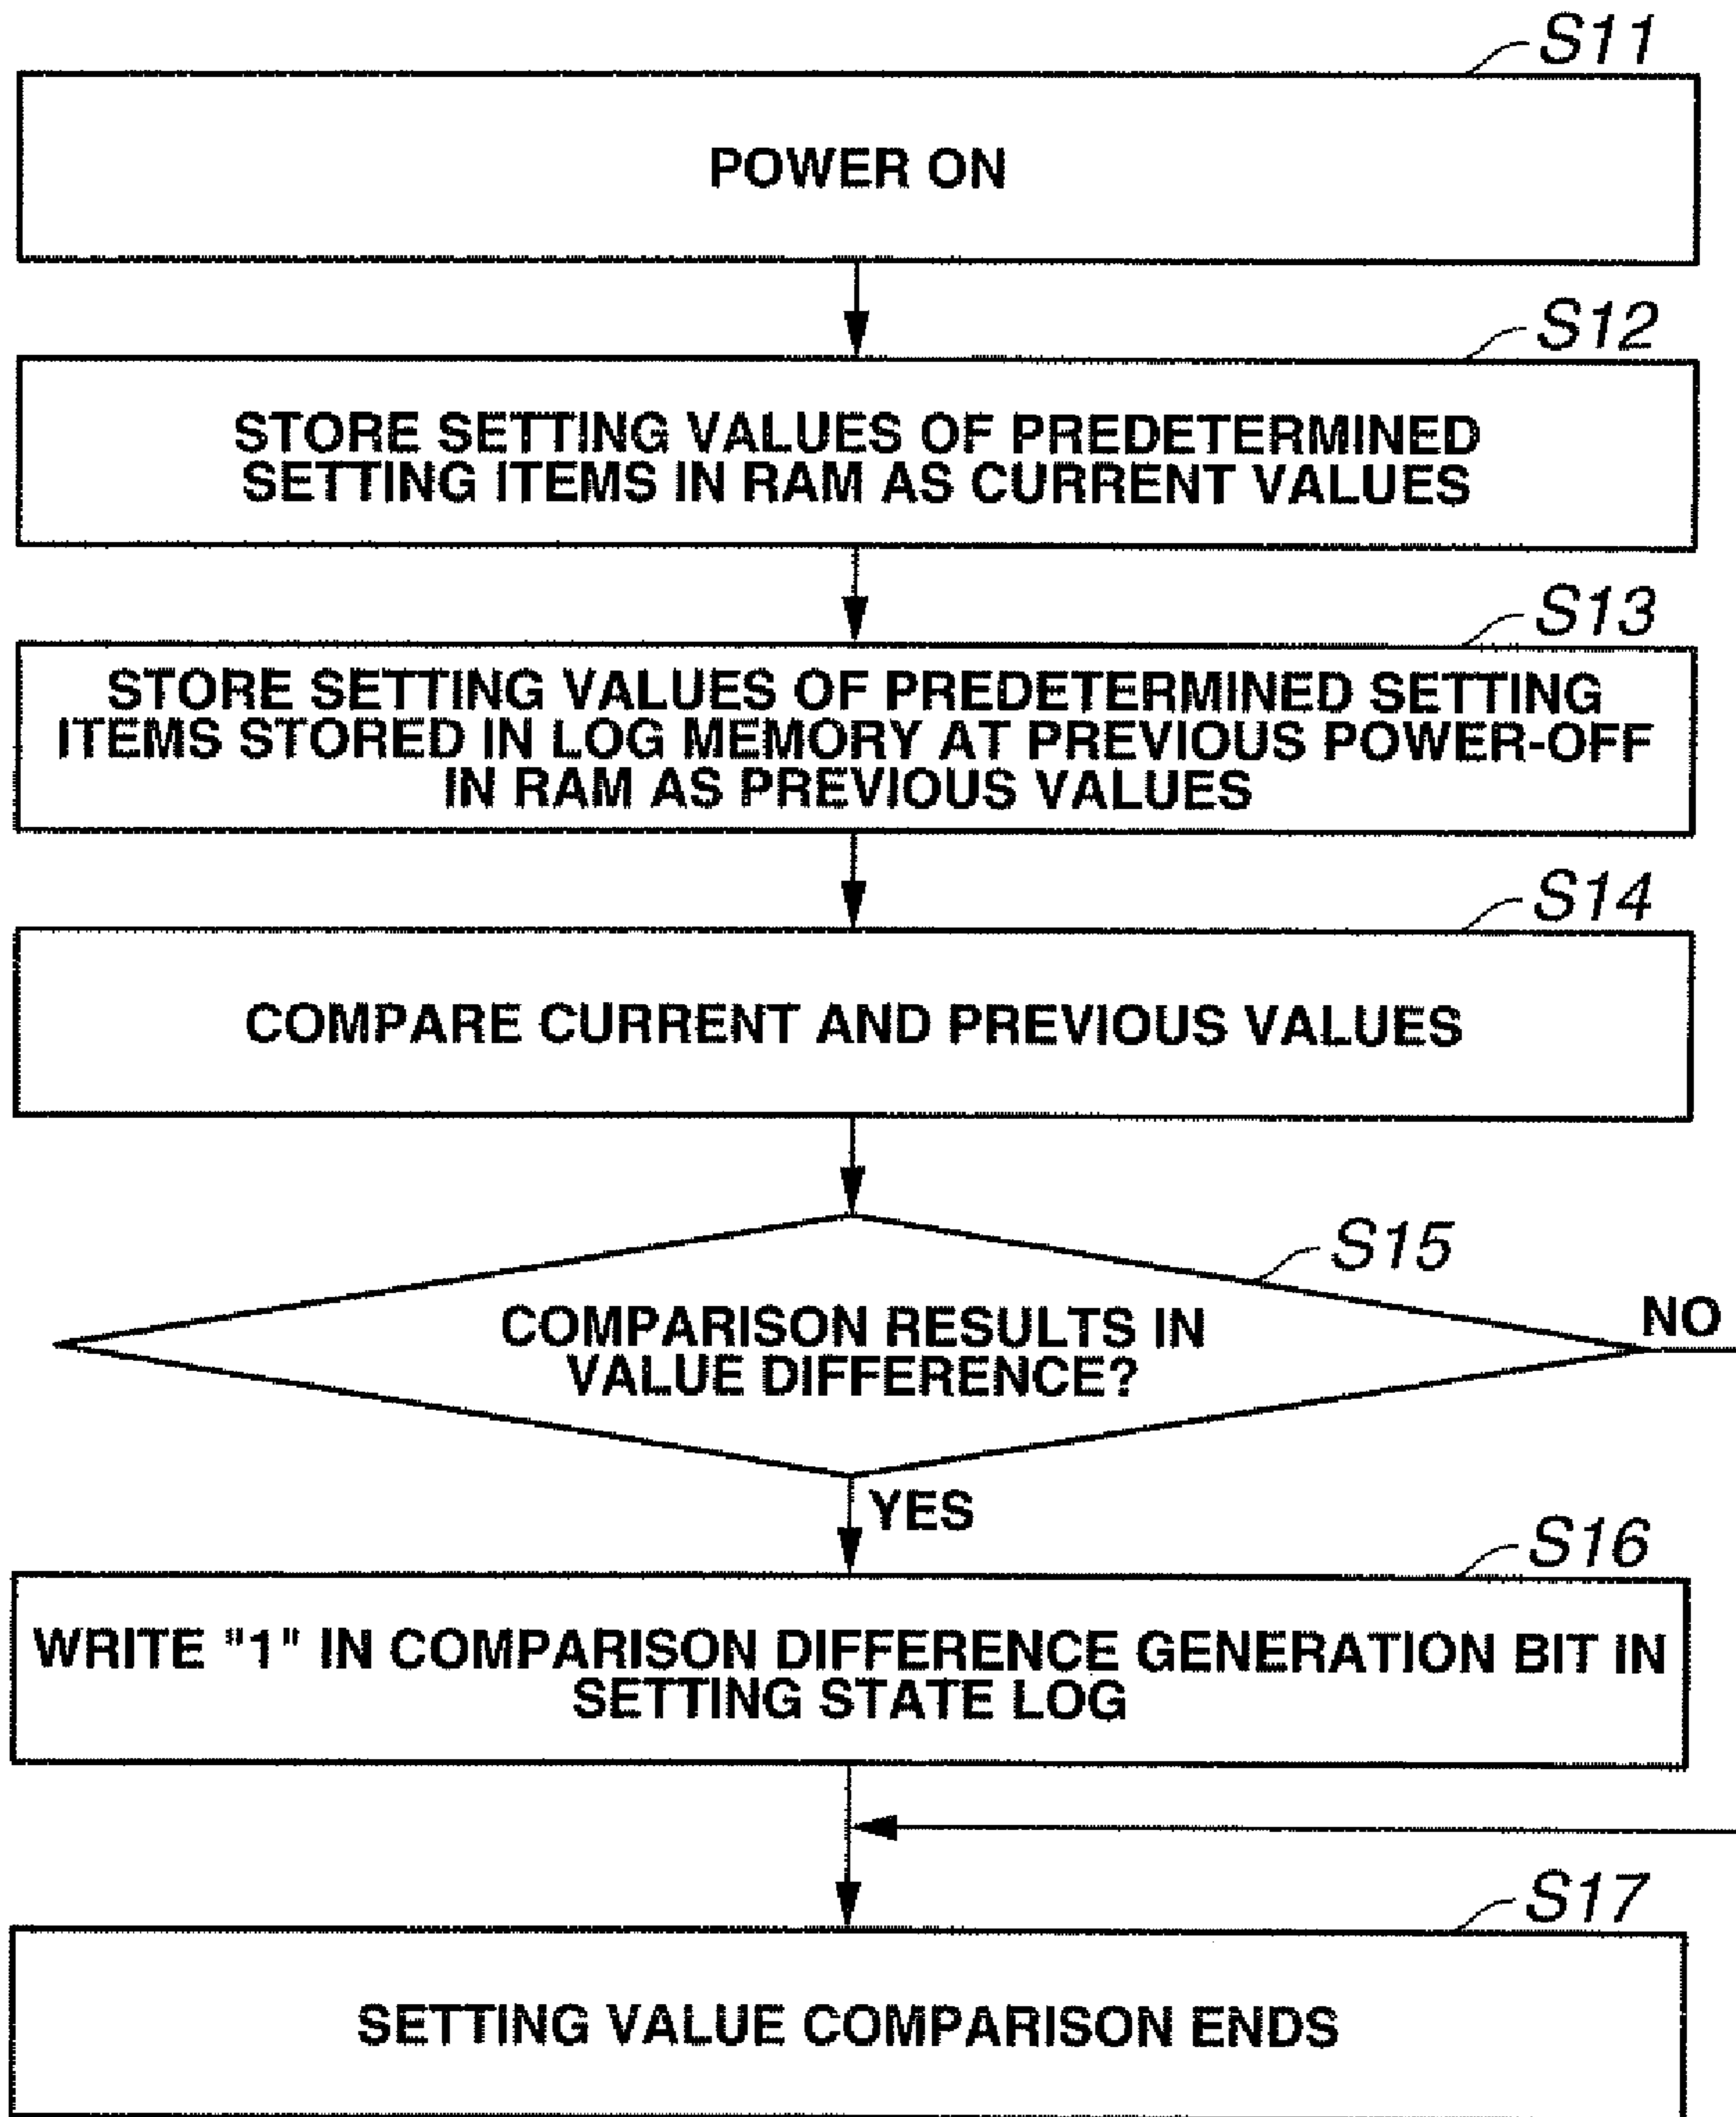 S11
POWER ON
S12
STORE SETTING VALUES OF PREDETERMINED
SETTING ITEMS IN RAM AS CURRENT VALUES
S13
STORE SETTING VALUES OF PREDETERMINED SETTING
ITEMS STORED IN LOG MEMORY AT PREVIOUS POWER-OFF
IN RAM AS PREVIOUS VALUES
S14
COMPARE CURRENT AND PREVIOUS VALUES
S15
COMPARISON RESULTS IN
VALUE DIFFERENCE?
NO
YES
S16
WRITE "1" IN COMPARISON DIFFERENCE GENERATION BIT IN
SETTING STATE LOG
S17
SETTING VALUE COMPARISON ENDS